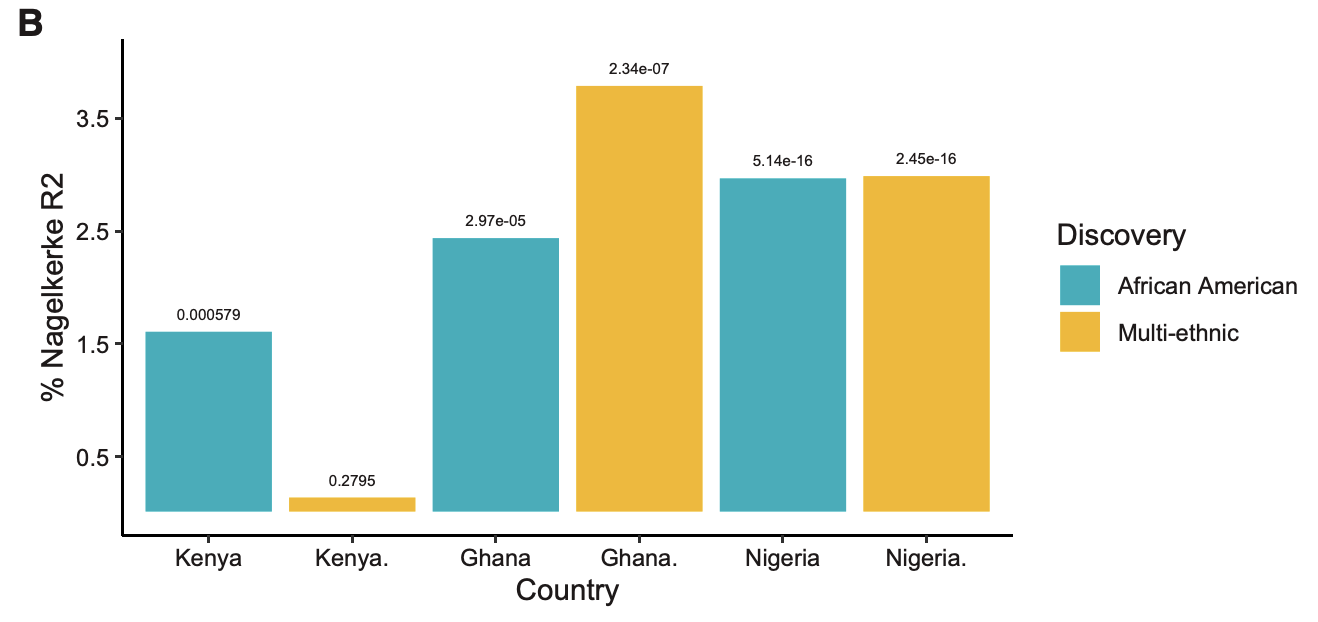 B
% Nagelkerke R2
3.5
2.5
1.5
0.5
0.000579
0.2795
2.97e-05
2.34e-07
5.14e-16
2.45e-16
Kenya
Kenya.
Ghana
Ghana.
Nigeria
Nigeria.
Country
Discovery
African American
Multi-ethnic